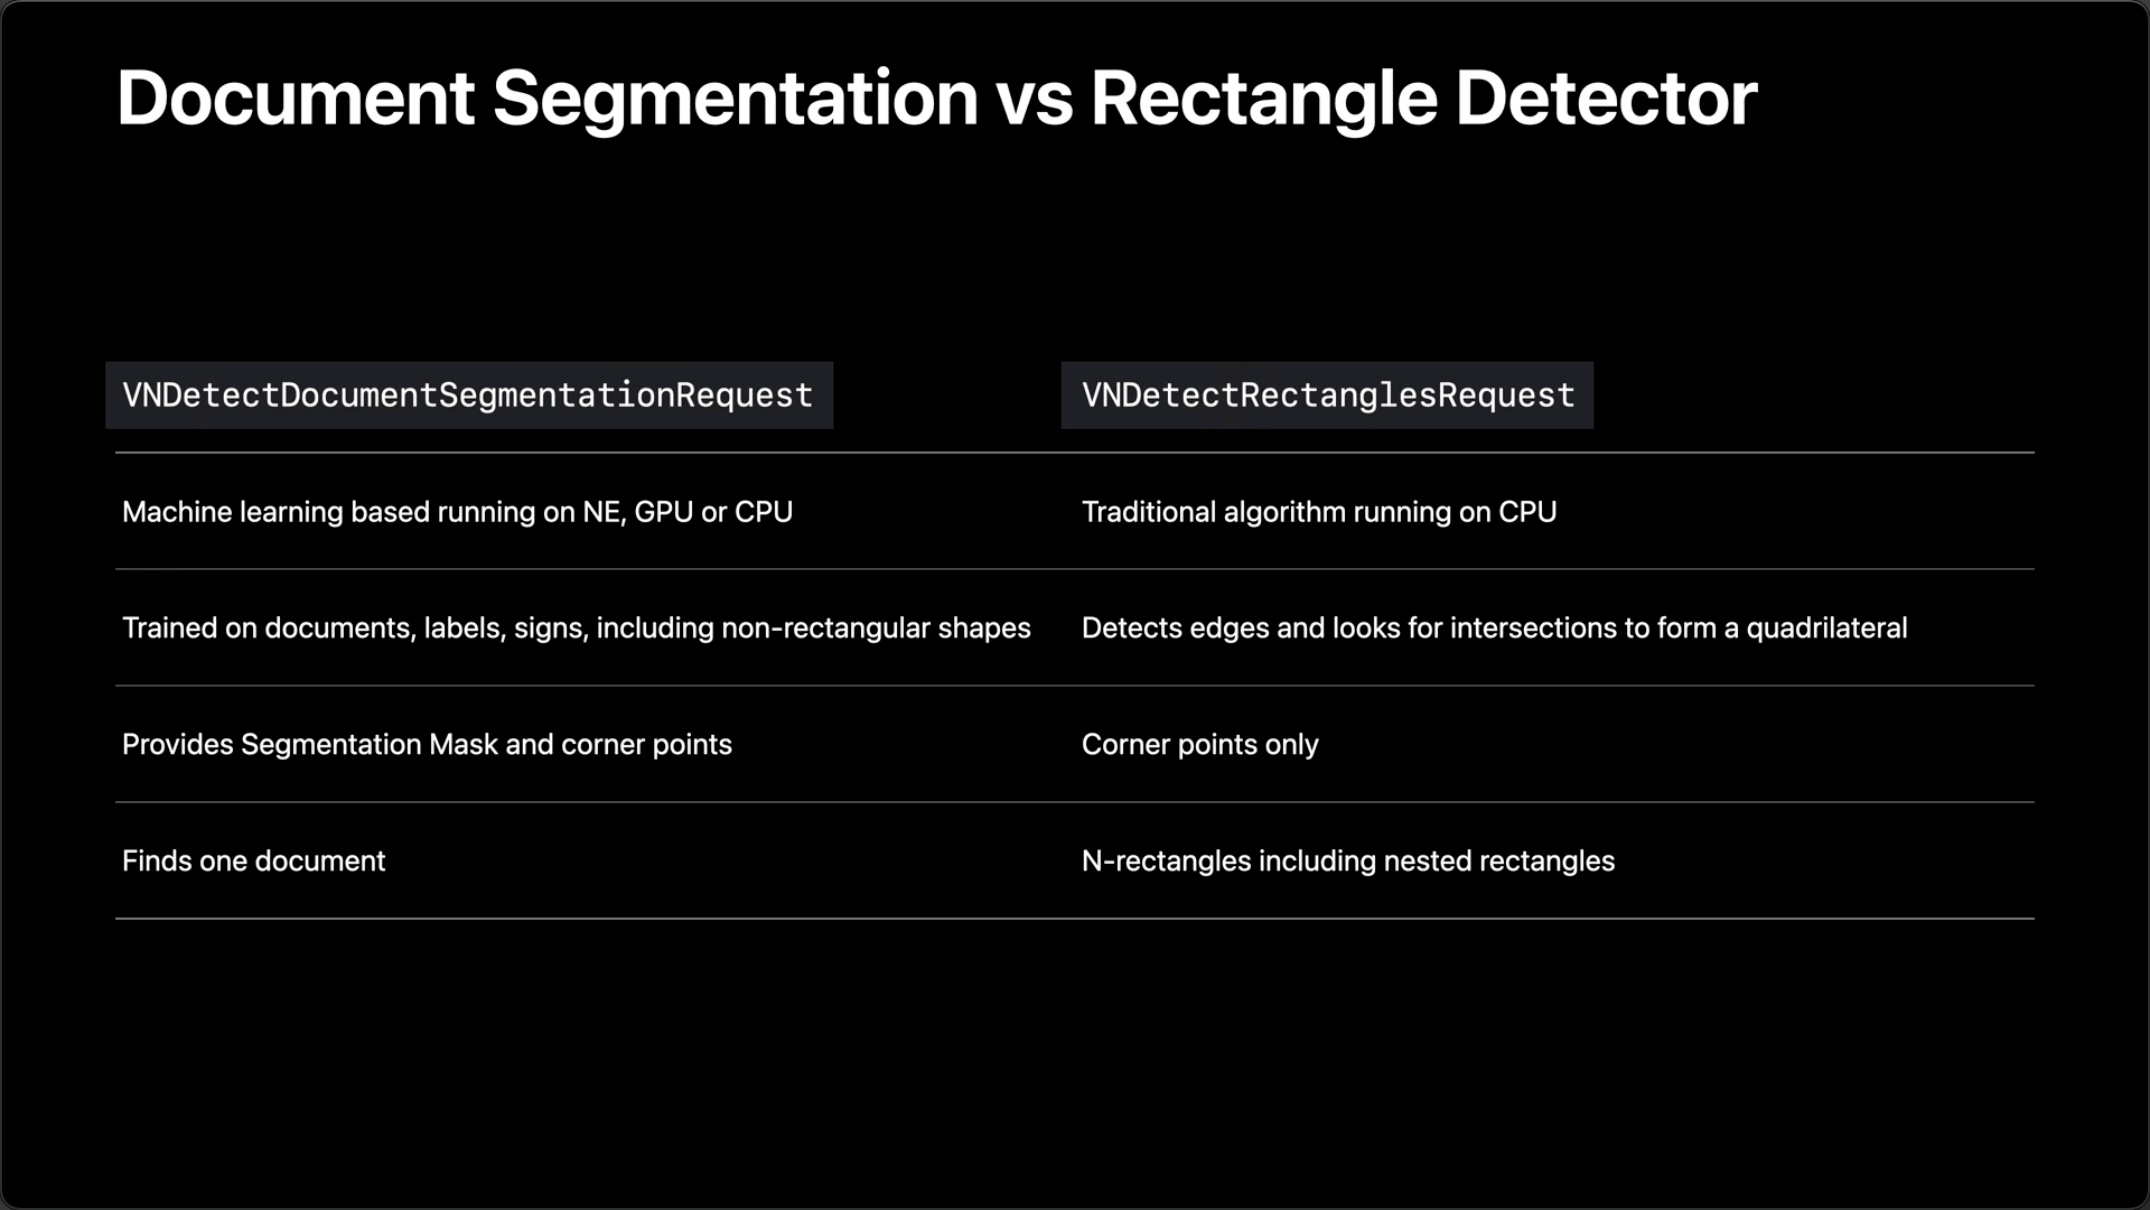 Document Segmentation vs Rectangle Detector
VNDetectDocumentSegmentationRequest VNDetectRectanglesRequest
Machine learning based running on NE, GPU or CPU Traditional algorithm running on CPU
Trained on documents, labels, signs, including non-rectangular shapes Detects edges and looks for intersections to form a quadrilateral
Provides Segmentation Mask and corner points Corner points only
Finds one document N-rectangles including nested rectangles